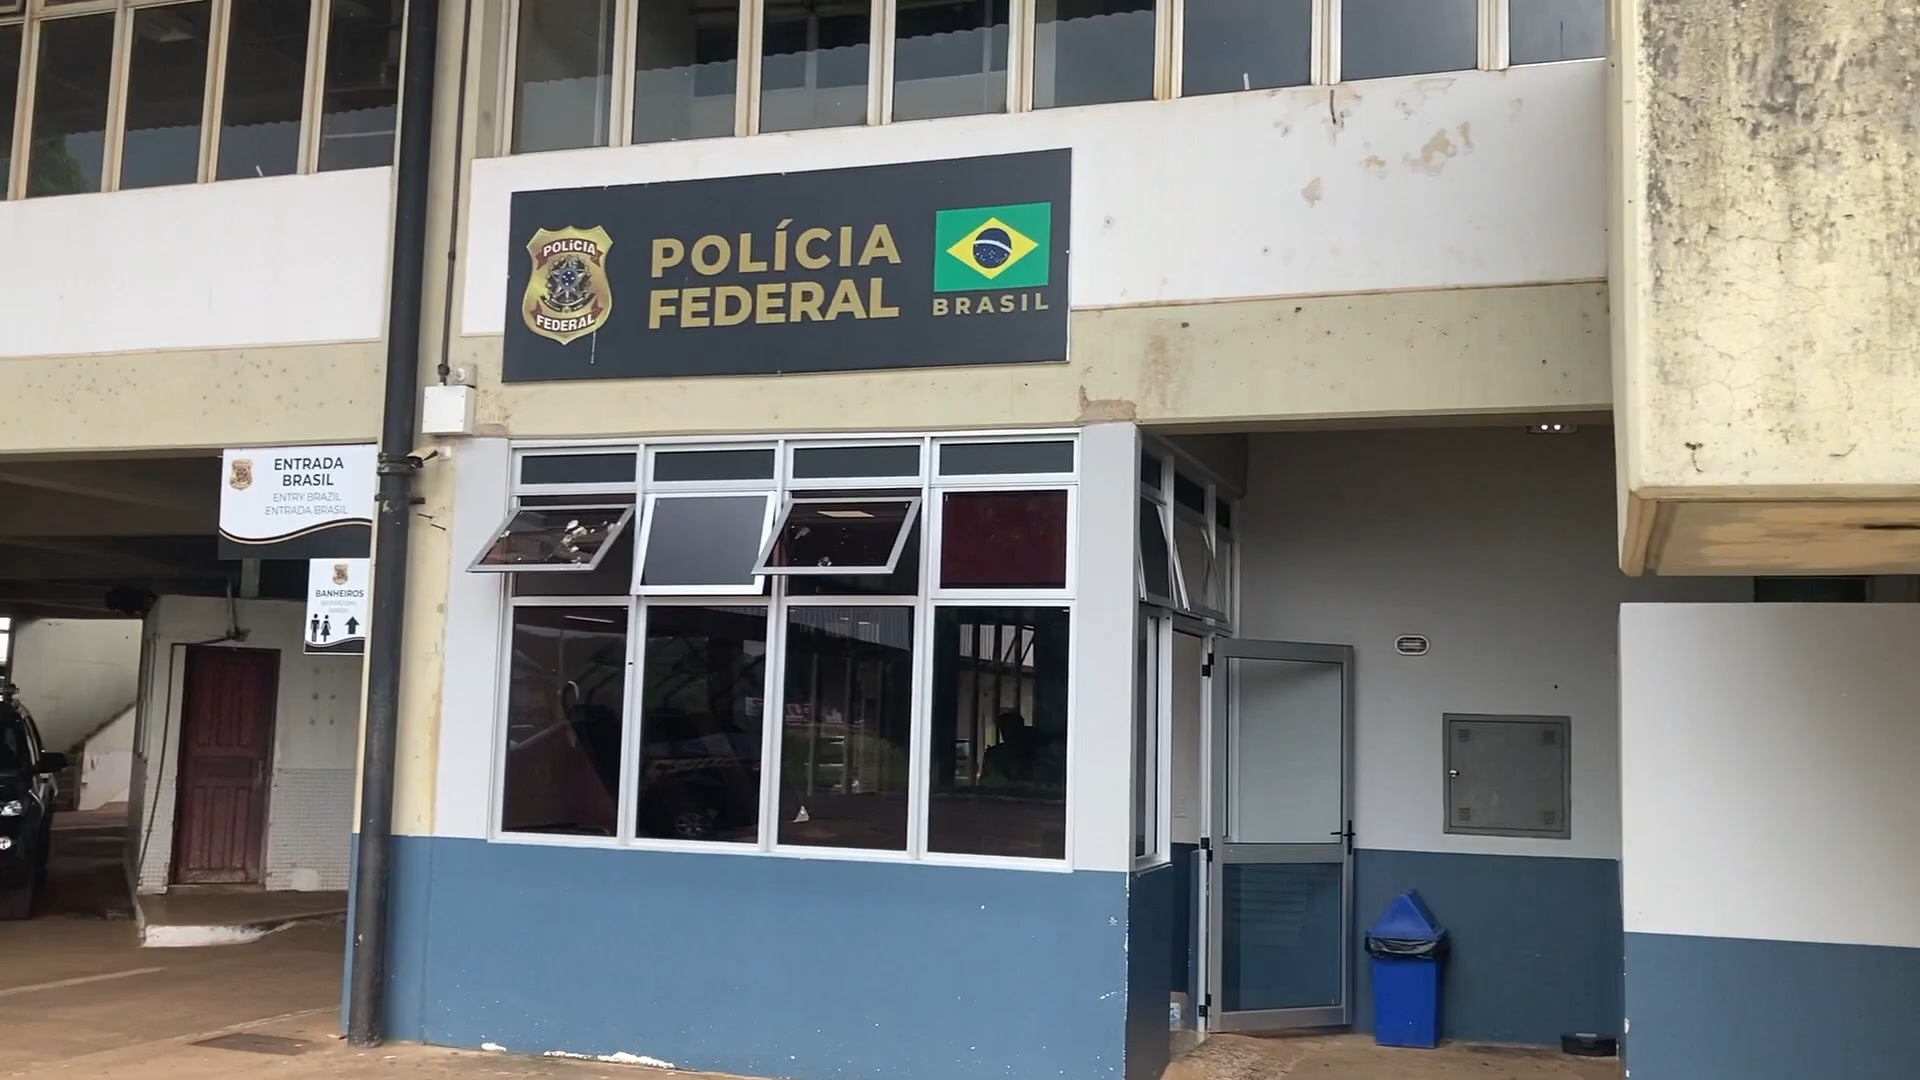 POLÍCIA
FEDERAL
POLÍCIA
FEDERAL
BRASIL
ENTRADA
BRASIL
ENTRY BRAZIL
ENTRADA BRASIL
BANHEIROS